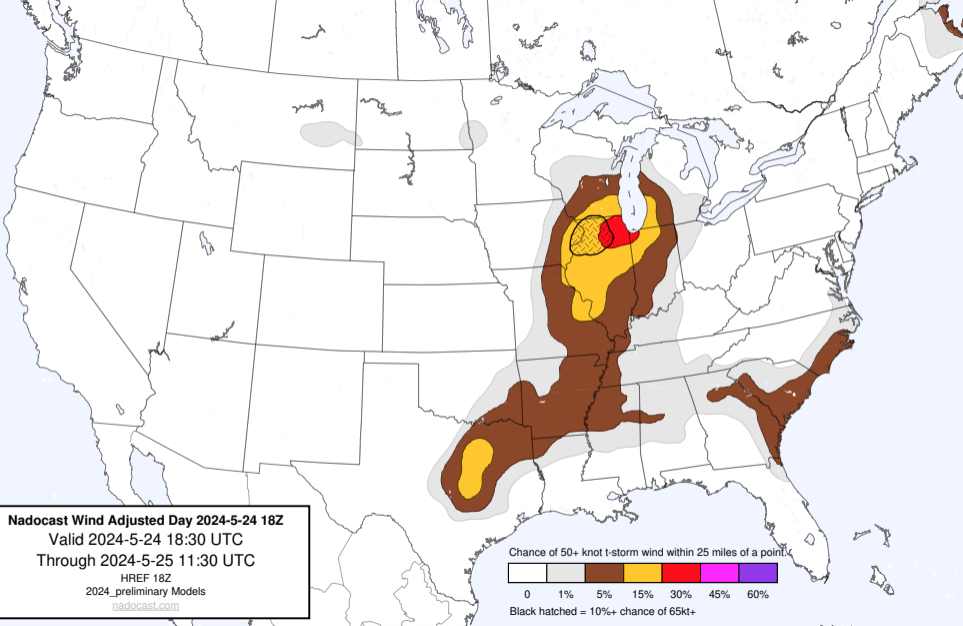 Nadocast Wind Adjusted Day 2024-5-24 18Z
Valid 2024-5-24 18:30 UTC
Through 2024-5-25 11:30 UTC
HREF 18Z
2024_preliminary Models
nadocast.com
Chance of 50+ knot t-storm wind within 25 miles of a point.
0 1% 5% 15% 30% 45% 60%
Black hatched = 10%+ chance of 65kt+